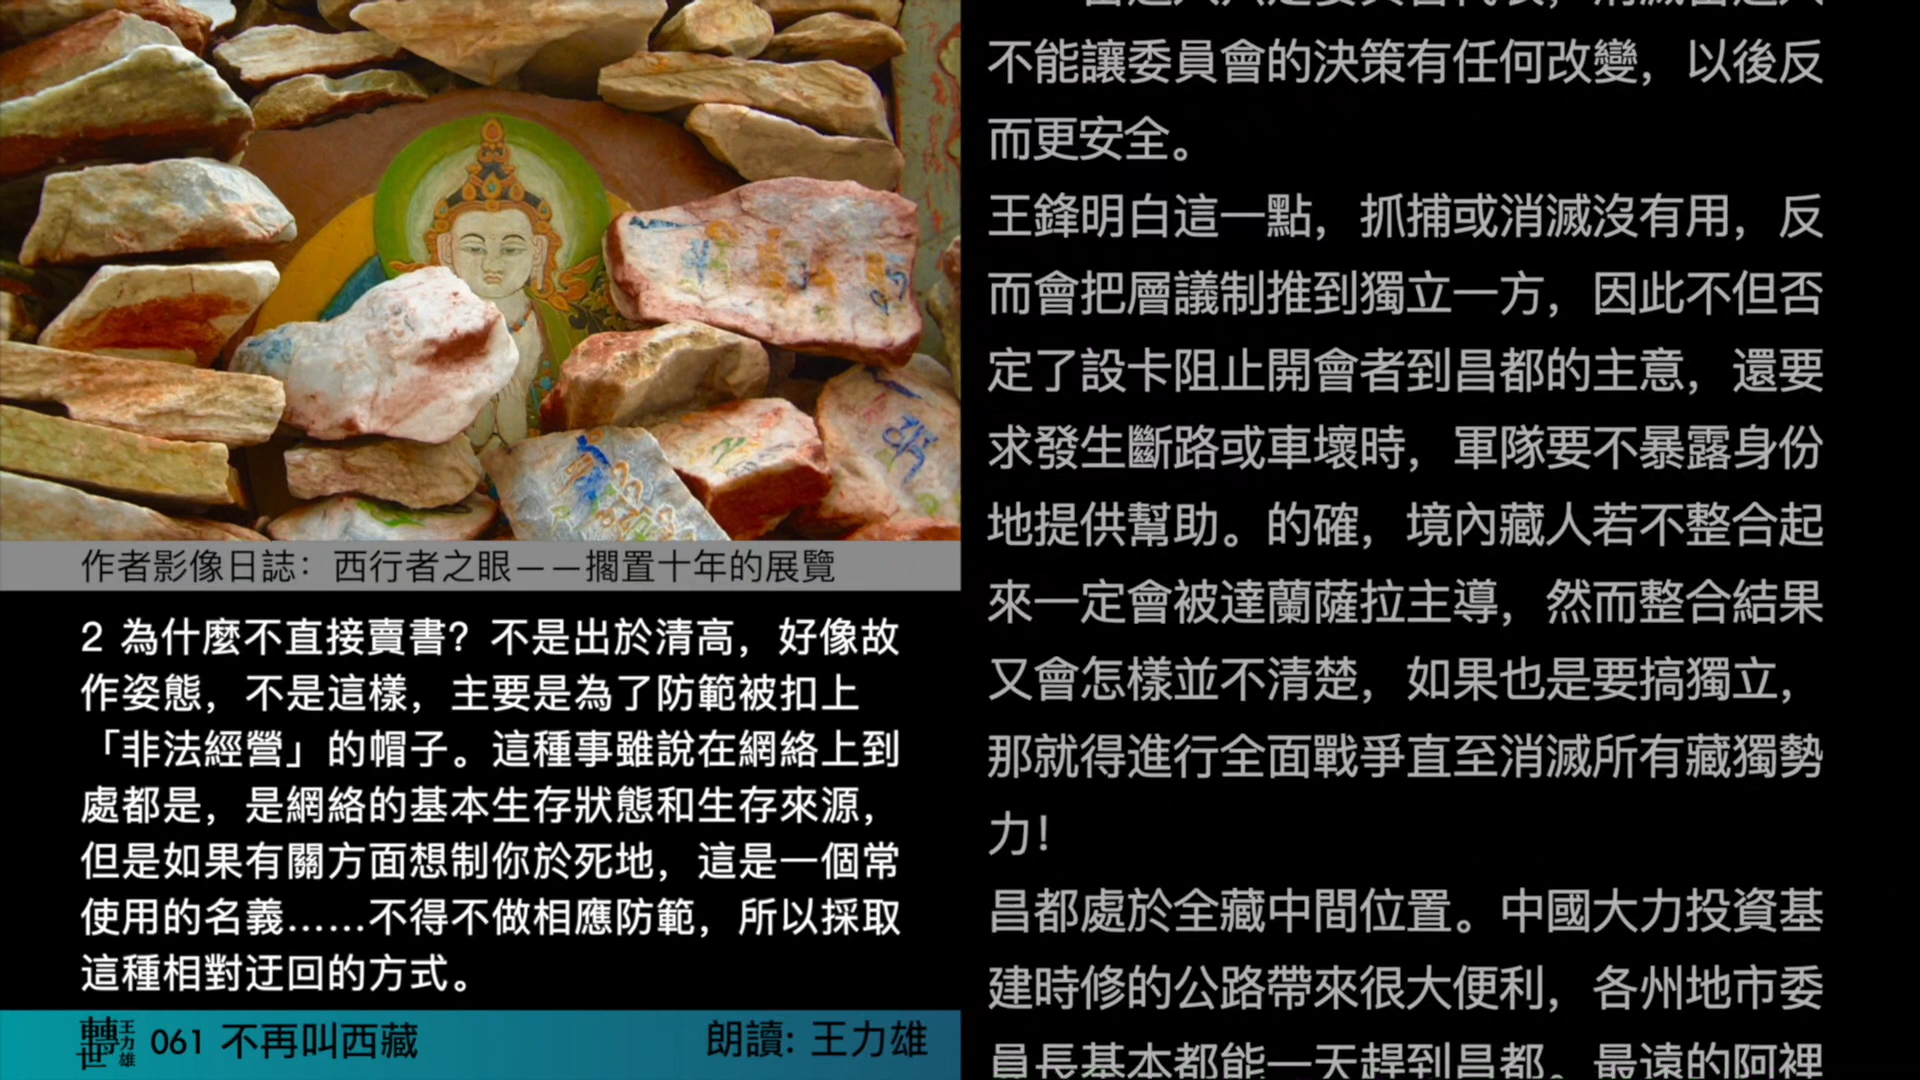 作者影像日誌：西行者之眼——擱置十年的展覽
2 為什麼不直接賣書？不是出於清高，好像故
作姿態，不是這樣，主要是為了防範被扣上
「非法經營」的帽子。這種事雖說在網絡上到
處都是，是網絡的基本生存狀態和生存來源，
但是如果有關方面想制你於死地，這是一個常
使用的名義……不得不做相應防範，所以採取
這種相對迂回的方式。
轉世
王力雄
061 不再叫西藏
朗讀: 王力雄
不能讓委員會的決策有任何改變，以後反
而更安全。
王鋒明白這一點，抓捕或消滅沒有用，反
而會把層議制推到獨立一方，因此不但否
定了設卡阻止開會者到昌都的主意，還要
求發生斷路或車壞時，軍隊要不暴露身份
地提供幫助。的確，境內藏人若不整合起
來一定會被達蘭薩拉主導，然而整合結果
又會怎樣並不清楚，如果也是要搞獨立，
那就得進行全面戰爭直至消滅所有藏獨勢
力！
昌都處於全藏中間位置。中國大力投資基
建時修的公路帶來很大便利，各州地市委
員長基本都能一天趕到昌都。最遠的阿裡